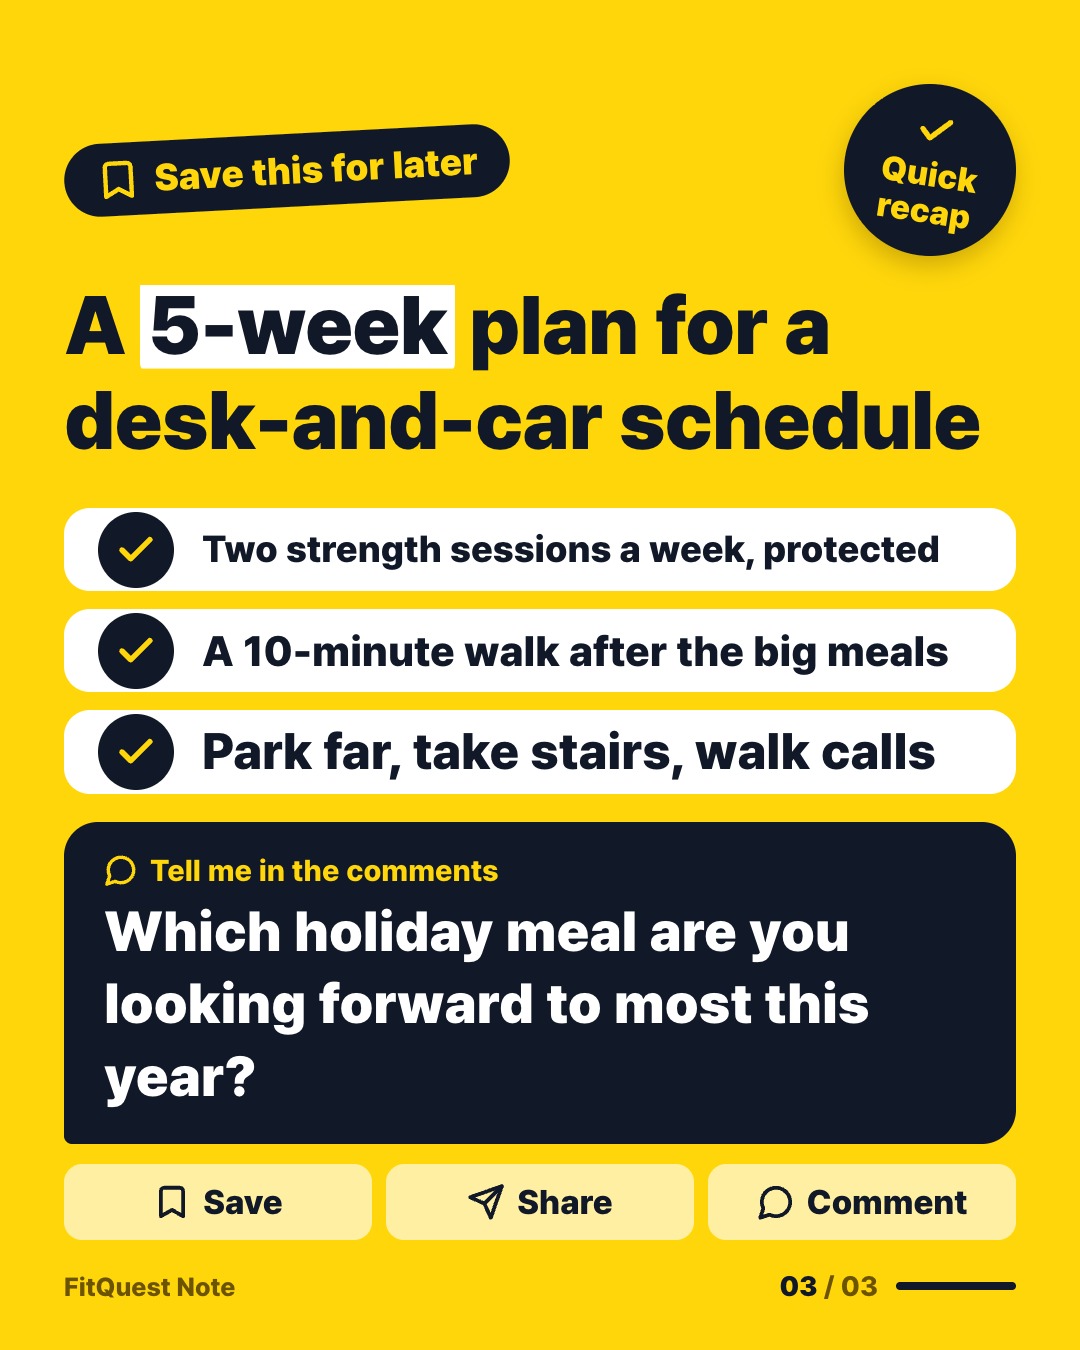 Save this for later
Quick
recap
A 5-week plan for a
desk-and-car schedule
Two strength sessions a week, protected
A 10-minute walk after the big meals
Park far, take stairs, walk calls
Tell me in the comments
Which holiday meal are you
looking forward to most this
year?
Save
Share
Comment
FitQuest Note
03 / 03